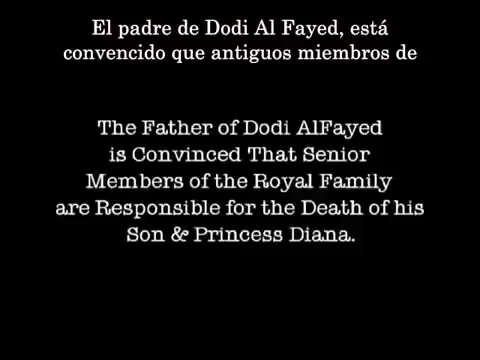 El padre de Dodi Al Fayed, está
convencido que antiguos miembros de
The Father of Dodi AlFayed
is Convinced That Senior
Members of the Royal Family
are Responsible for the Death of his
Son & Princess Diana.